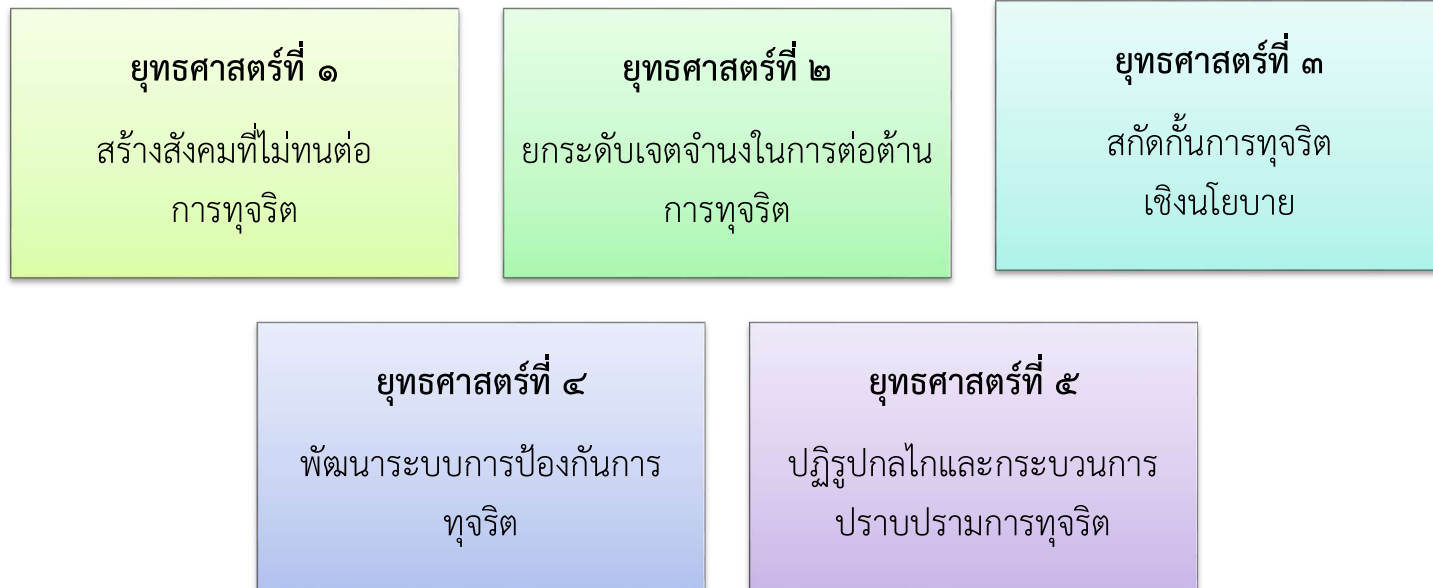 ยุทธศาสตร์ที่ ๑
สร้างสังคมที่ไม่ทนต่อ
การทุจริต
ยุทธศาสตร์ที่ ๒
ยกระดับเจตจำนงในการต่อต้าน
การทุจริต
ยุทธศาสตร์ที่ ๓
สกัดกั้นการทุจริต
เชิงนโยบาย
ยุทธศาสตร์ที่ ๔
พัฒนาระบบการป้องกันการ
ทุจริต
ยุทธศาสตร์ที่ ๕
ปฏิรูปกลไกและกระบวนการ
ปราบปรามการทุจริต